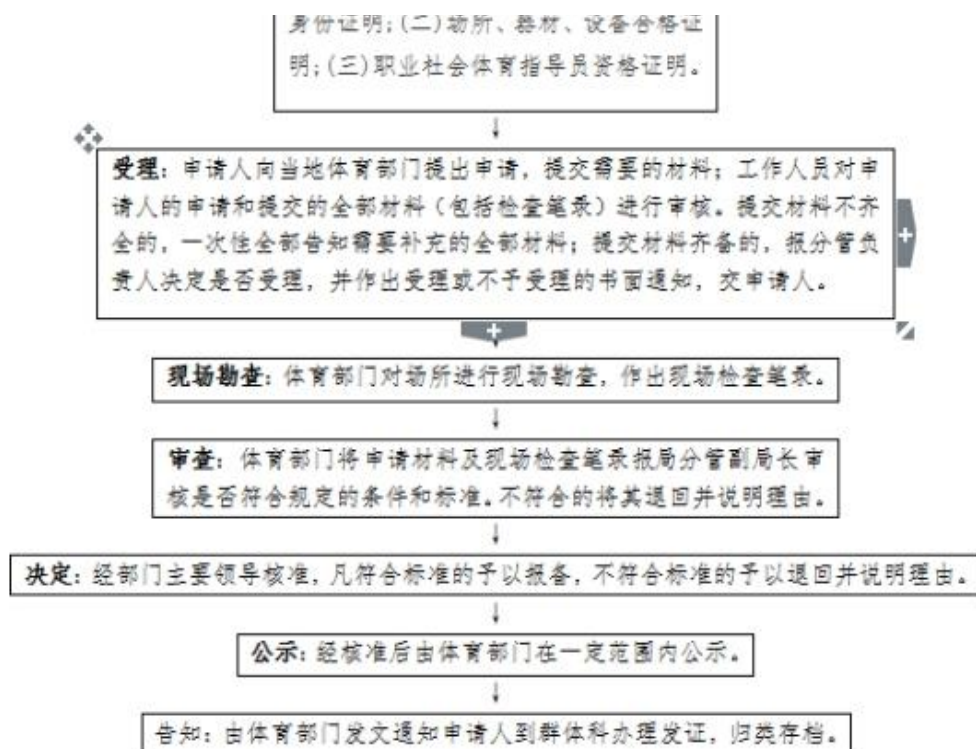 身份证明;(二)场所、器材、设备合格证
明;(三)职业社会体育指导员资格证明。
受理：申请人向当地体育部门提出申请，提交需要的材料；工作人员对申
请人的申请和提交的全部材料（包括检查笔录）进行审核。提交材料不齐
全的，一次性全部告知需要补充的全部材料；提交材料齐备的，报分管负
责人决定是否受理，并作出受理或不予受理的书面通知，交申请人。
现场勘查：体育部门对场所进行现场勘查，作出现场检查笔录。
审查：体育部门将申请材料及现场检查笔录报局分管副局长审
核是否符合规定的条件和标准。不符合的将其退回并说明理由。
决定：经部门主要领导核准，凡符合标准的予以报备，不符合标准的予以退回并说明理由。
公示：经核准后由体育部门在一定范围内公示。
告知：由体育部门发文通知申请人到群体科办理发证，归类存档。